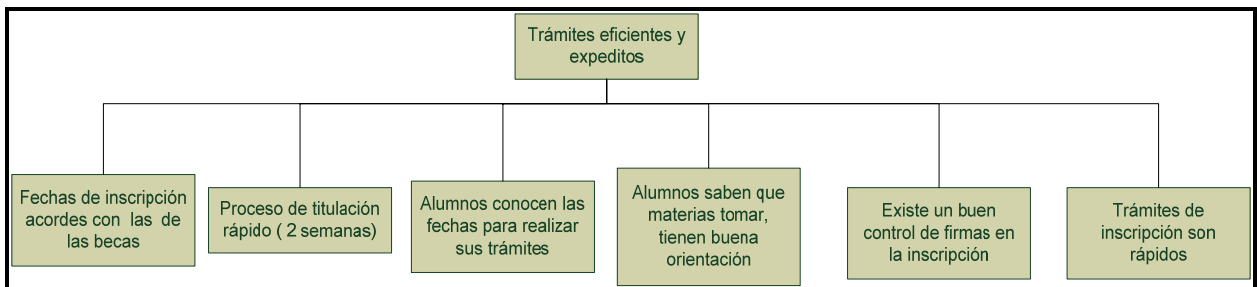 Trámites eficientes y
expeditos
Fechas de inscripción
acordes con las de
las becas
Proceso de titulación
rápido ( 2 semanas)
Alumnos conocen las
fechas para realizar
sus trámites
Alumnos saben que
materias tomar,
tienen buena
orientación
Existe un buen
control de firmas en
la inscripción
Trámites de
inscripción son
rápidos